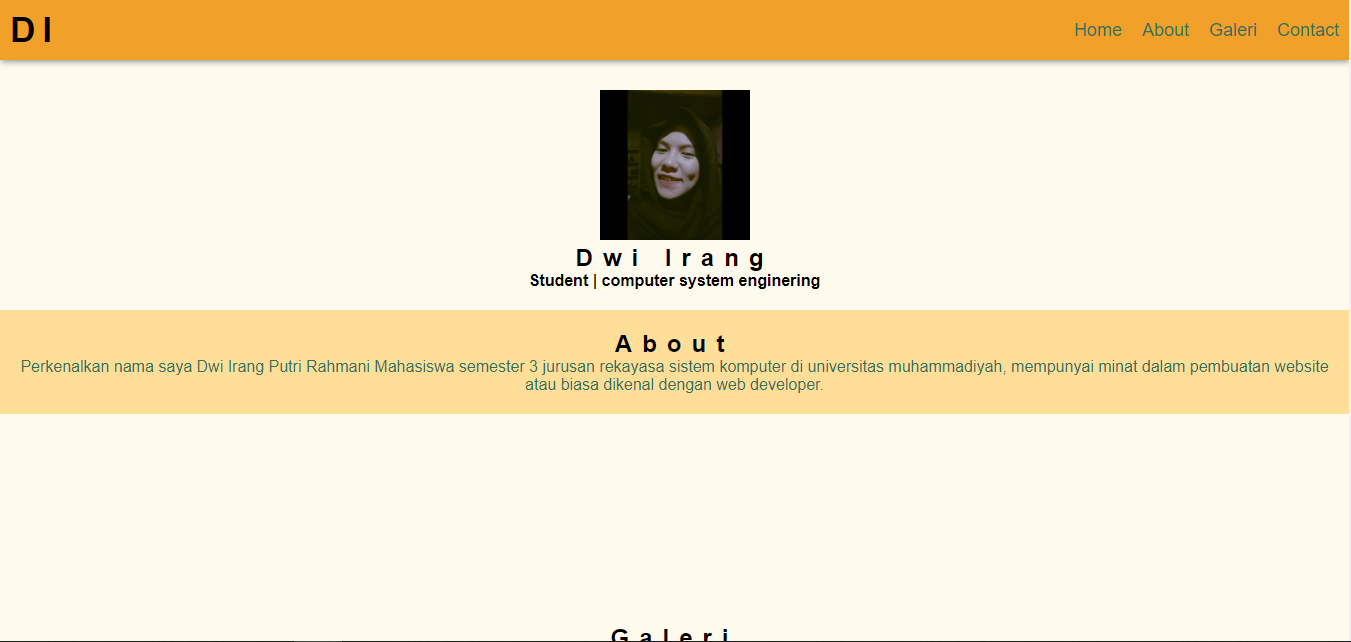 D I
Home About Galeri Contact
Dwi Irang
Student | computer system enginering
About
Perkenalkan nama saya Dwi Irang Putri Rahmani Mahasiswa semester 3 jurusan rekayasa sistem komputer di universitas muhammadiyah, mempunyai minat dalam pembuatan website
atau biasa dikenal dengan web developer.
Galeri